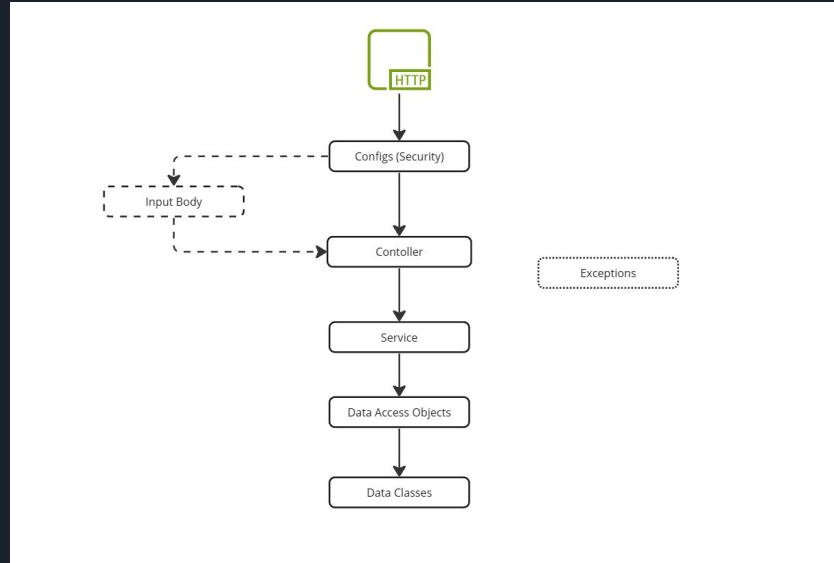 HTTP
Configs (Security)
Input Body
Contoller
Exceptions
Service
Data Access Objects
Data Classes